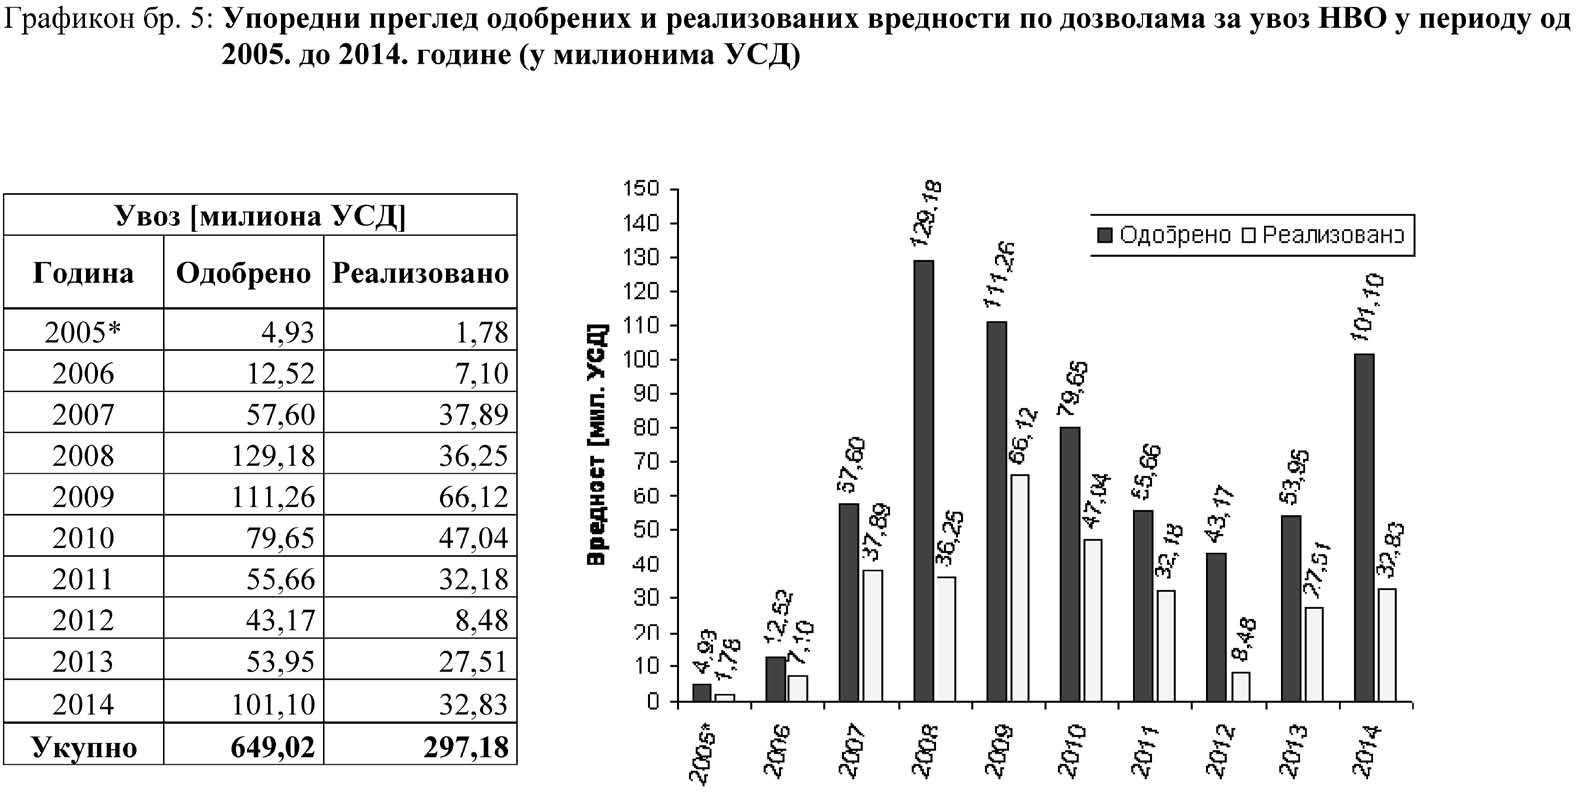 Графикон бр. 5: Упоредни преглед одобрених и реализованих вредности по дозволама за увоз НВО у периоду од
2005. до 2014. године (у милионима УСД)
Увоз [милиона УСД]
Година Одобрено Реализовано
2005* 4,93 1,78
2006 12,52 7,10
2007 57,60 37,89
2008 129,18 36,25
2009 111,26 66,12
2010 79,65 47,04
2011 55,66 32,18
2012 43,17 8,48
2013 53,95 27,51
2014 101,10 32,83
Укупно 649,02 297,18
Вредност [мил. УСД]
150
140
130
120
110
100
90
80
70
60
50
40
30
20
10
0
Одобрено Реализовано
4,93
1,78
12,52
7,10
57,60
37,89
129,18
36,25
111,26
66,12
79,65
47,04
55,66
32,18
43,17
8,48
53,95
27,51
101,10
32,83
2005* 2006 2007 2008 2009 2010 2011 2012 2013 2014